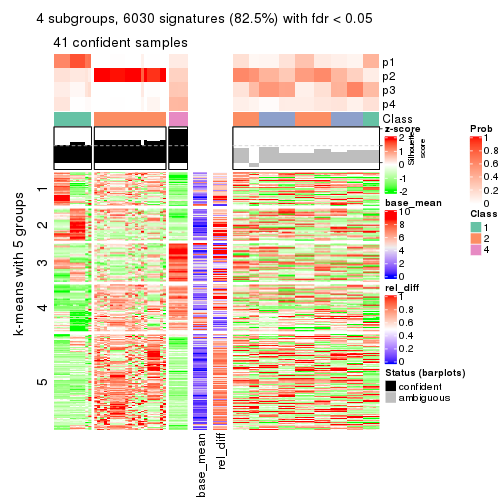 4 subgroups, 6030 signatures (82.5%) with fdr < 0.05
41 confident samples
p1
p2
p3
p4
Class
Silhouette
score
k-means with 5 groups
1
2
3
4
5
base_mean
rel_diff
z-score
2
1
0
-1
-2
base_mean
10
8
6
4
2
0
rel_diff
1
0.8
0.6
0.4
0.2
0
Status (barplots)
confident
ambiguous
Prob
1
0.8
0.6
0.4
0.2
0
Class
1
2
4